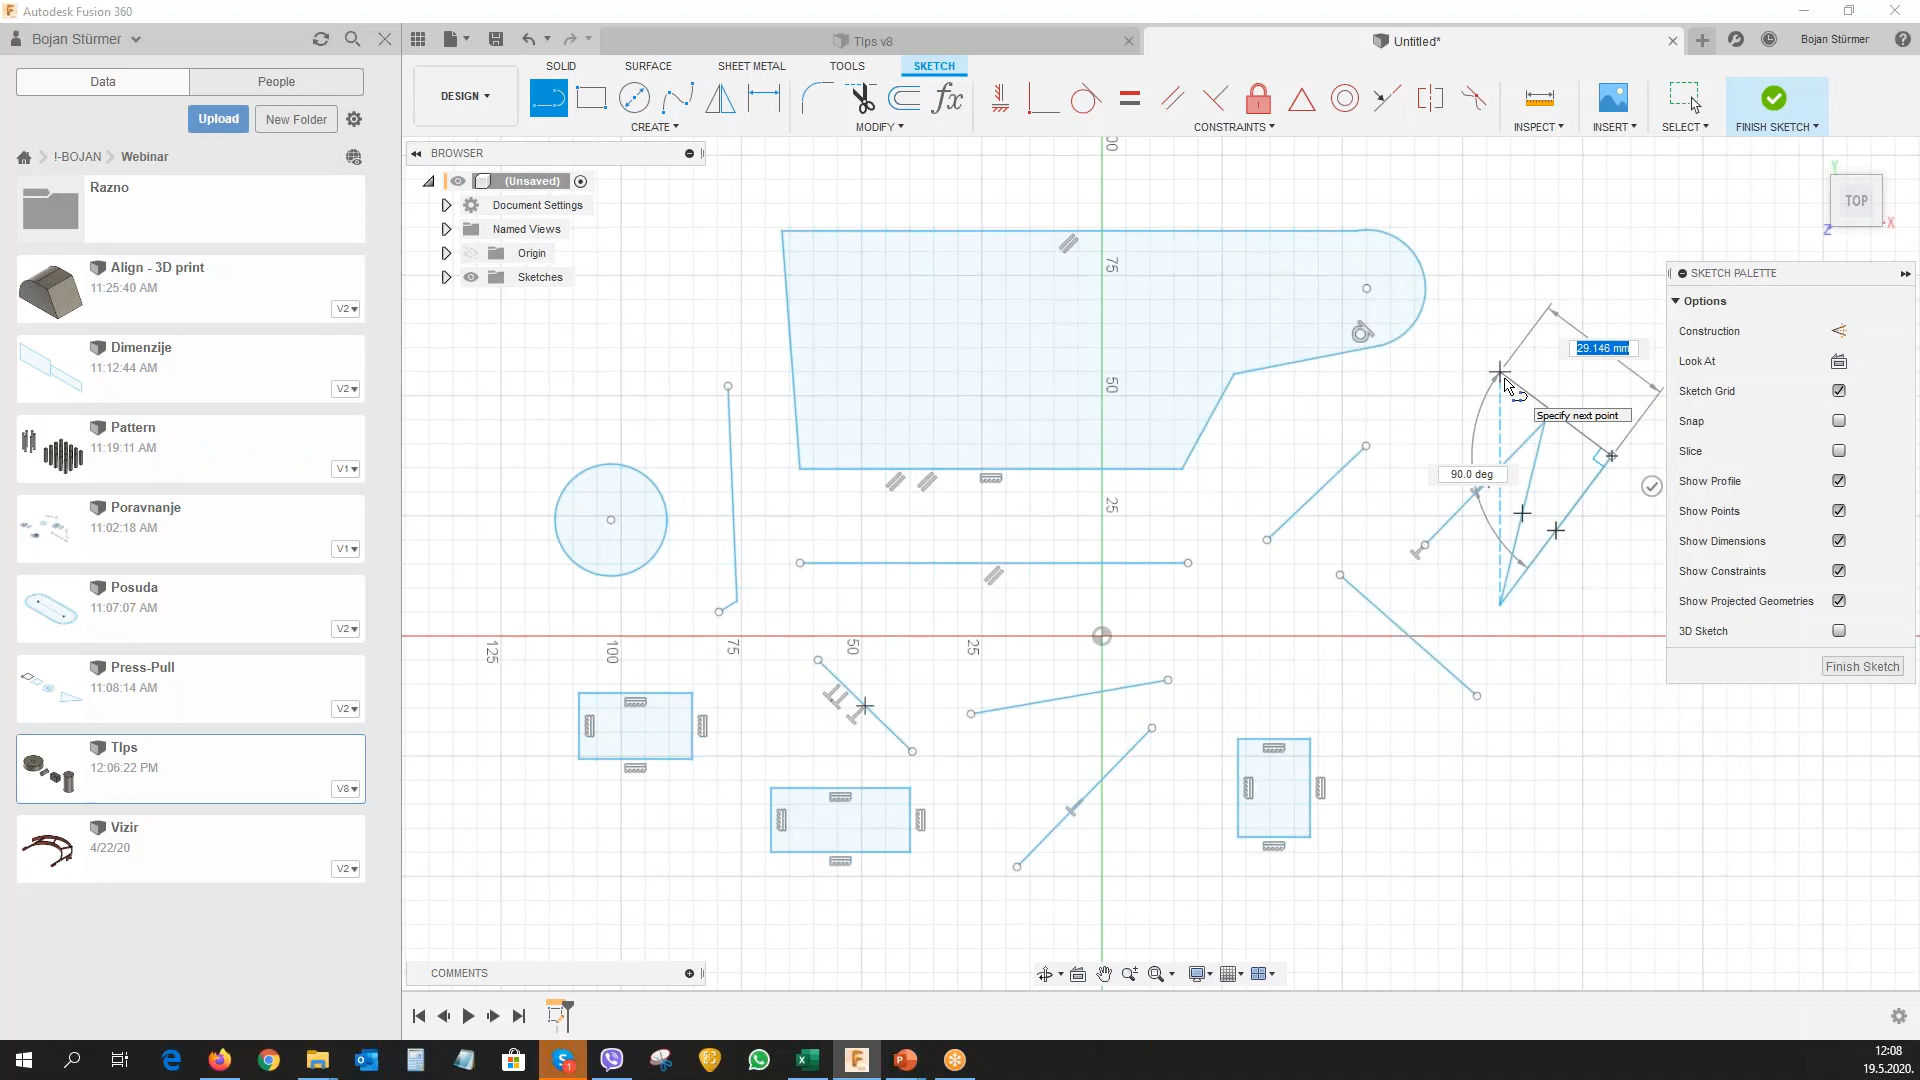 Autodesk Fusion 360
Bojan Stürmer
Data
People
Upload
New Folder
!-BOJAN
Webinar
Razno
Align - 3D print
11:25:40 AM
V2
Dimenzije
11:12:44 AM
V2
Pattern
11:19:11 AM
V1
Poravnanje
11:02:18 AM
V1
Posuda
11:07:07 AM
V2
Press-Pull
11:08:14 AM
V2
TIps
12:06:22 PM
V8
Vizir
4/22/20
V2
TIps v8
Untitled*
Bojan Stürmer
SOLID
SURFACE
SHEET METAL
TOOLS
SKETCH
DESIGN
CREATE
MODIFY
CONSTRAINTS
INSPECT
INSERT
SELECT
FINISH SKETCH
BROWSER
(Unsaved)
Document Settings
Named Views
Origin
Sketches
TOP
Y
X
Z
00
75
50
25
125
100
75
50
25
29.146 mm
Specify next point
90.0 deg
SKETCH PALETTE
Options
Construction
Look At
Sketch Grid
Snap
Slice
Show Profile
Show Points
Show Dimensions
Show Constraints
Show Projected Geometries
3D Sketch
Finish Sketch
COMMENTS
12:08
19.5.2020.